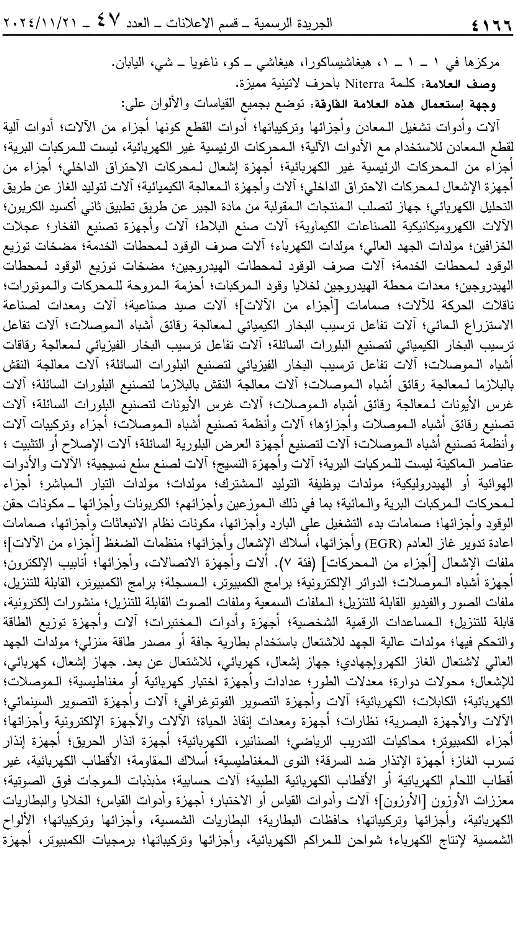 ٤١٦٦ الجريدة الرسمية ــ قسم الاعلانات ــ العدد ٤٧ ــ ٢٠٢٤/١١/٢١
مركزها في ١ – ١ – ١، هيغاشيساكورا، هيغاشي – كو، ناغويا – شي، اليابان.
وصف العلامة: كلمة Niterra باحرف لاتينية مميزة.
وجهة إستعمال هذه العلامة الفارقة: توضع بجميع القياسات والألوان على:
آلات وأدوات تشغيل المعادن وأجزائها وتركيباتها؛ أدوات القطع كونها أجزاء من الآلات؛ أدوات آلية
لقطع المعادن للاستخدام مع الأدوات الآلية؛ المحركات الرئيسية غير الكهربائية، ليست للمركبات البرية؛
أجزاء من المحركات الرئيسية غير الكهربائية؛ أجهزة إشعال لمحركات الاحتراق الداخلي؛ أجزاء من
أجهزة الإشعال لمحركات الاحتراق الداخلي؛ آلات وأجهزة المعالجة الكيميائية؛ آلات لتوليد الغاز عن طريق
التحليل الكهربائي؛ جهاز لتصلب المنتجات المقولبة من مادة الجير عن طريق تطبيق ثاني أكسيد الكربون؛
الآلات الكهروميكانيكية للصناعات الكيماوية؛ آلات صنع البلاط؛ آلات وأجهزة تصنيع الفخار؛ عجلات
الخزافين؛ مولدات الجهد العالي؛ مولدات الكهرباء؛ آلات صرف الوقود لمحطات الخدمة؛ مضخات توزيع
الوقود لمحطات الخدمة؛ آلات صرف الوقود لمحطات الهيدروجين؛ مضخات توزيع الوقود لمحطات
الهيدروجين؛ معدات محطة الهيدروجين لخلايا وقود المركبات؛ أحزمة المروحة للمحركات والموتورات؛
ناقلات الحركة للآلات؛ صمامات [أجزاء من الآلات]؛ آلات صيد صناعية؛ آلات ومعدات لصناعة
الاستزراع المائي؛ آلات تفاعل ترسيب البخار الكيميائي لمعالجة رقائق أشباه الموصلات؛ آلات تفاعل
ترسيب البخار الكيميائي لتصنيع البلورات السائلة؛ آلات تفاعل ترسيب البخار الفيزيائي لمعالجة رقاقات
أشباه الموصلات؛ آلات تفاعل ترسيب البخار الفيزيائي لتصنيع البلورات السائلة؛ آلات معالجة النقش
بالبلازما لمعالجة رقائق أشباه الموصلات؛ آلات معالجة النقش بالبلازما لتصنيع البلورات السائلة؛ آلات
غرس الأيونات لمعالجة رقائق أشباه الموصلات؛ آلات غرس الأيونات لتصنيع البلورات السائلة؛ آلات
تصنيع رقائق أشباه الموصلات وأجزاؤها؛ آلات وأنظمة تصنيع أشباه الموصلات؛ أجزاء وتركيبات آلات
وأنظمة تصنيع أشباه الموصلات؛ آلات لتصنيع أجهزة العرض البلورية السائلة؛ آلات الإصلاح أو التثبيت ؛
عناصر الماكينة ليست للمركبات البرية؛ آلات وأجهزة النسيج؛ آلات لصنع سلع نسيجية؛ الآلات والأدوات
الهوائية أو الهيدروليكية؛ مولدات بوظيفة التوليد المشترك؛ مولدات؛ مولدات التيار المباشر؛ أجزاء
لمحركات المركبات البرية والمائية؛ بما في ذلك الموزعين وأجزائهم؛ الكربونات وأجزائها – مكونات حقن
الوقود وأجزائها؛ صمامات بدء التشغيل على البارد وأجزائها، مكونات نظام الانبعاثات وأجزائها، صمامات
اعادة تدوير غاز العادم (EGR) وأجزائها، أسلاك الإشعال وأجزائها؛ منظمات الضغط [أجزاء من الآلات]؛
ملفات الإشعال [أجزاء من المحركات] (فئة ٧). آلات وأجهزة الاتصالات، وأجزائها؛ أنابيب الإلكترون؛
أجهزة أشباه الموصلات؛ الدوائر الإلكترونية؛ برامج الكمبيوتر، المسجلة؛ برامج الكمبيوتر، القابلة للتنزيل،
ملفات الصور والفيديو القابلة للتنزيل؛ الملفات السمعية وملفات الصوت القابلة للتنزيل؛ منشورات إلكترونية،
قابلة للتنزيل؛ المساعدات الرقمية الشخصية؛ أجهزة وأدوات المختبرات؛ آلات وأجهزة توزيع الطاقة
والتحكم فيها؛ مولدات عالية الجهد للاشتعال باستخدام بطارية جافة أو مصدر طاقة منزلي؛ مولدات الجهد
العالي لاشتعال الغاز الكهروإجهادي؛ جهاز إشعال، كهربائي، للاشتعال عن بعد. جهاز إشعال، كهربائي،
للإشعال؛ محولات دوارة؛ معدلات الطور؛ عدادات وأجهزة اختبار كهربائية أو مغناطيسية؛ الموصلات؛
الكهربائية؛ الكابلات؛ الكهربائية؛ آلات وأجهزة التصوير الفوتوغرافي؛ آلات وأجهزة التصوير السينمائي؛
الآلات والأجهزة البصرية؛ نظارات؛ أجهزة ومعدات إنقاذ الحياة؛ الآلات والأجهزة الإلكترونية وأجزائها؛
أجزاء الكمبيوتر؛ محاكيات التدريب الرياضي؛ الصنانير، الكهربائية؛ أجهزة انذار الحريق؛ أجهزة إنذار
تسرب الغاز؛ أجهزة الإنذار ضد السرقة؛ النوى المغناطيسية؛ أسلاك المقاومة؛ الأقطاب الكهربائية، غير
أقطاب اللحام الكهربائية أو الأقطاب الكهربائية الطبية؛ آلات حسابية؛ مذبذبات الموجات فوق الصوتية؛
معززات الأوزون [الأوزون]؛ آلات وأدوات القياس أو الاختبار؛ أجهزة وأدوات القياس؛ الخلايا والبطاريات
الكهربائية، وأجزائها وتركيباتها؛ حافظات البطارية؛ البطاريات الشمسية، وأجزائها وتركيباتها؛ الألواح
الشمسية لإنتاج الكهرباء؛ شواحن للمراكم الكهربائية، وأجزائها وتركيباتها؛ برمجيات الكمبيوتر، أجهزة